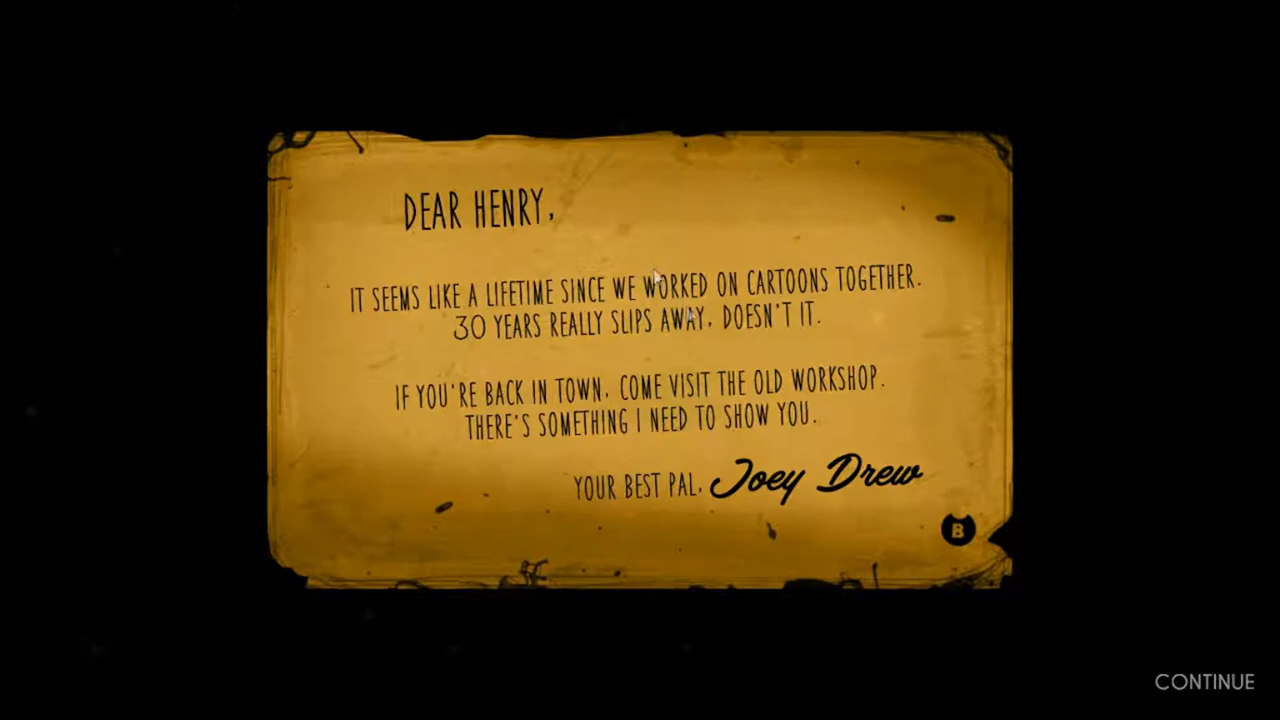 DEAR HENRY,
IT SEEMS LIKE A LIFETIME SINCE WE WORKED ON CARTOONS TOGETHER.
30 YEARS REALLY SLIPS AWAY, DOESN'T IT.
IF YOU'RE BACK IN TOWN, COME VISIT THE OLD WORKSHOP.
THERE'S SOMETHING I NEED TO SHOW YOU.
YOUR BEST PAL, Joey Drew
B
CONTINUE